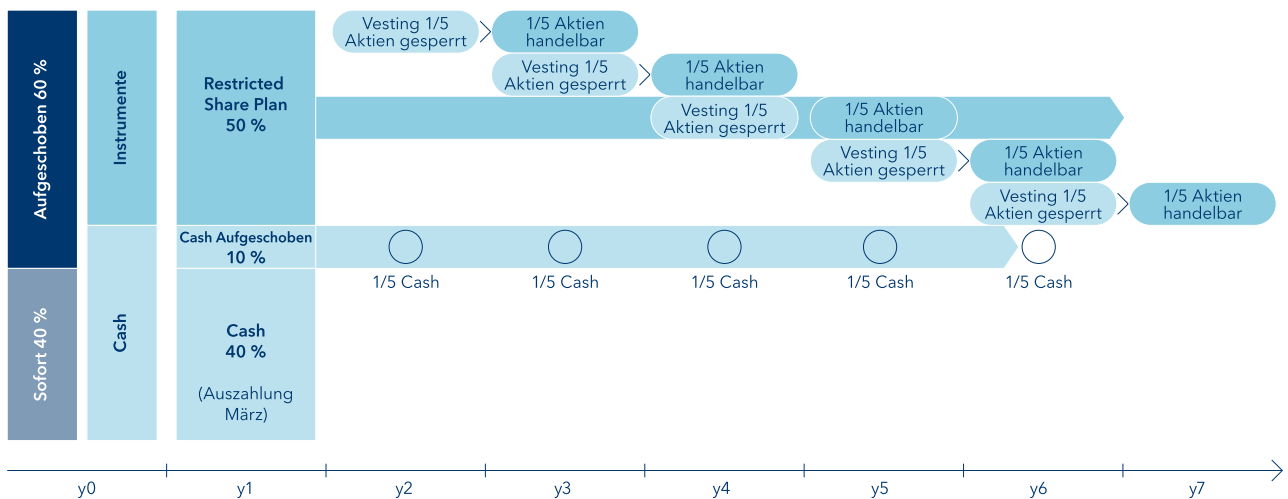 Aufgeschoben 60 %
Sofort 40 %
Instrumente
Cash
Restricted
Share Plan
50 %
Cash Aufgeschoben
10 %
Cash
40 %
(Auszahlung
März)
Vesting 1/5
Aktien gesperrt
1/5 Aktien
handelbar
Vesting 1/5
Aktien gesperrt
1/5 Aktien
handelbar
Vesting 1/5
Aktien gesperrt
1/5 Aktien
handelbar
Vesting 1/5
Aktien gesperrt
1/5 Aktien
handelbar
Vesting 1/5
Aktien gesperrt
1/5 Aktien
handelbar
1/5 Cash
1/5 Cash
1/5 Cash
1/5 Cash
1/5 Cash
y0
y1
y2
y3
y4
y5
y6
y7